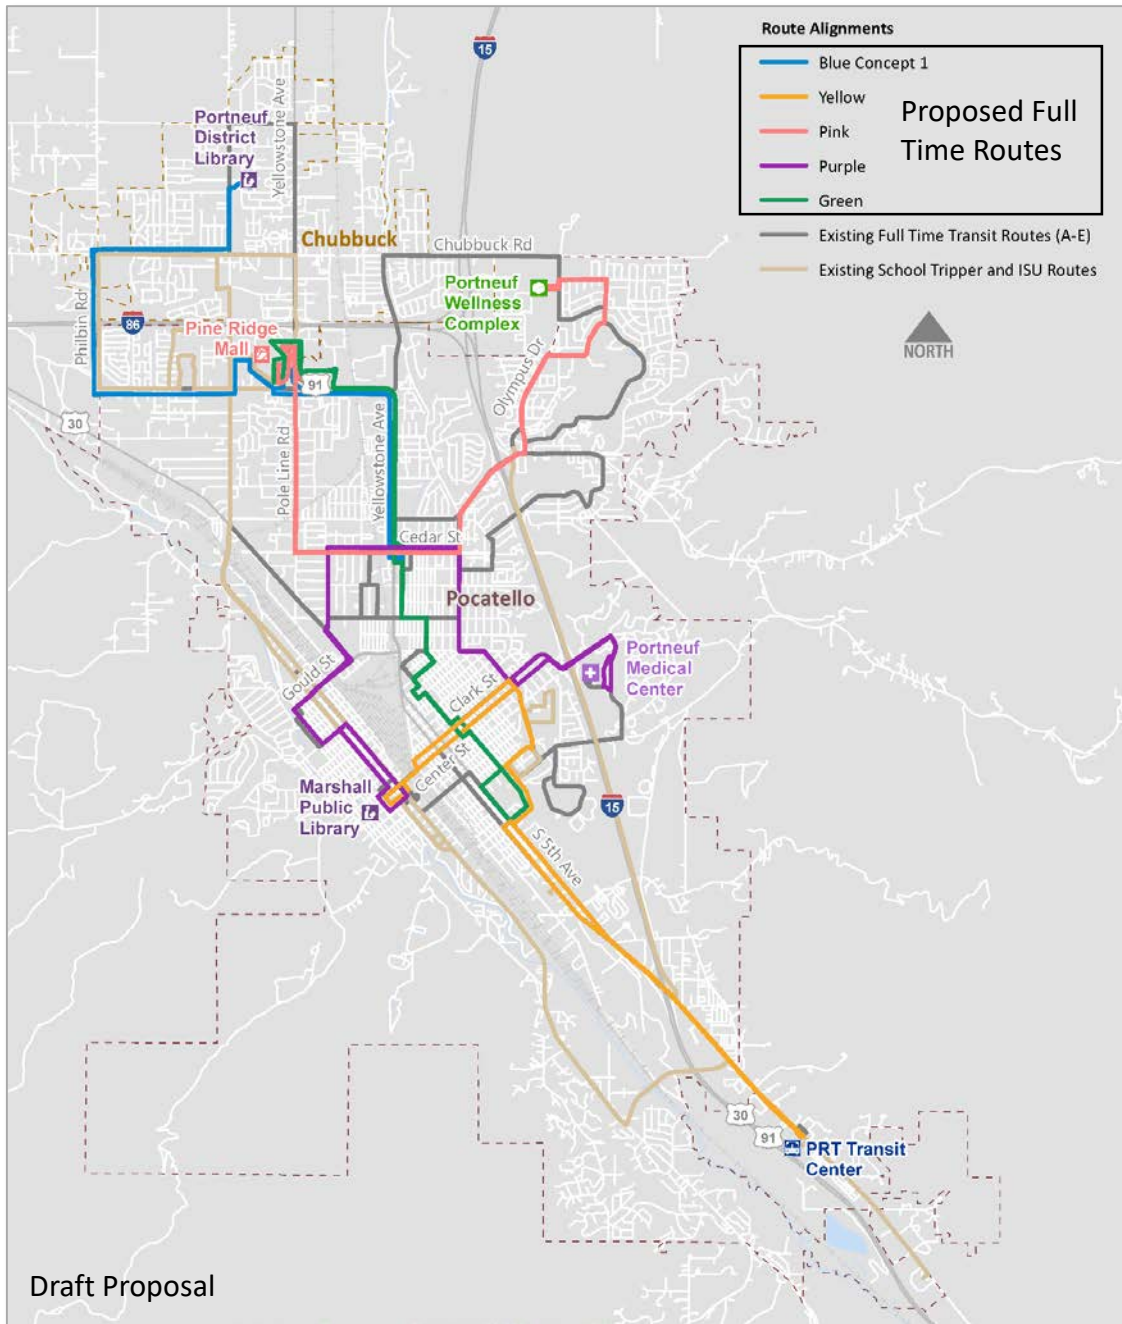 Route Alignments
Blue Concept 1
Yellow
Pink
Purple
Green
Proposed Full
Time Routes
Existing Full Time Transit Routes (A-E)
Existing School Tripper and ISU Routes
NORTH
15
Portneuf
District
Library
Yellowstone Ave
Chubbuck
Chubbuck Rd
Portneuf
Wellness
Complex
Philbin Rd
86
Pine Ridge
Mall
91
Olympus Dr
30
Pole Line Rd
Yellowstone Ave
Cedar St
Pocatello
Gould St
Clark St
Portneuf
Medical
Center
Center St
Marshall
Public
Library
15
S 5th Ave
30
91
PRT Transit
Center
Draft Proposal